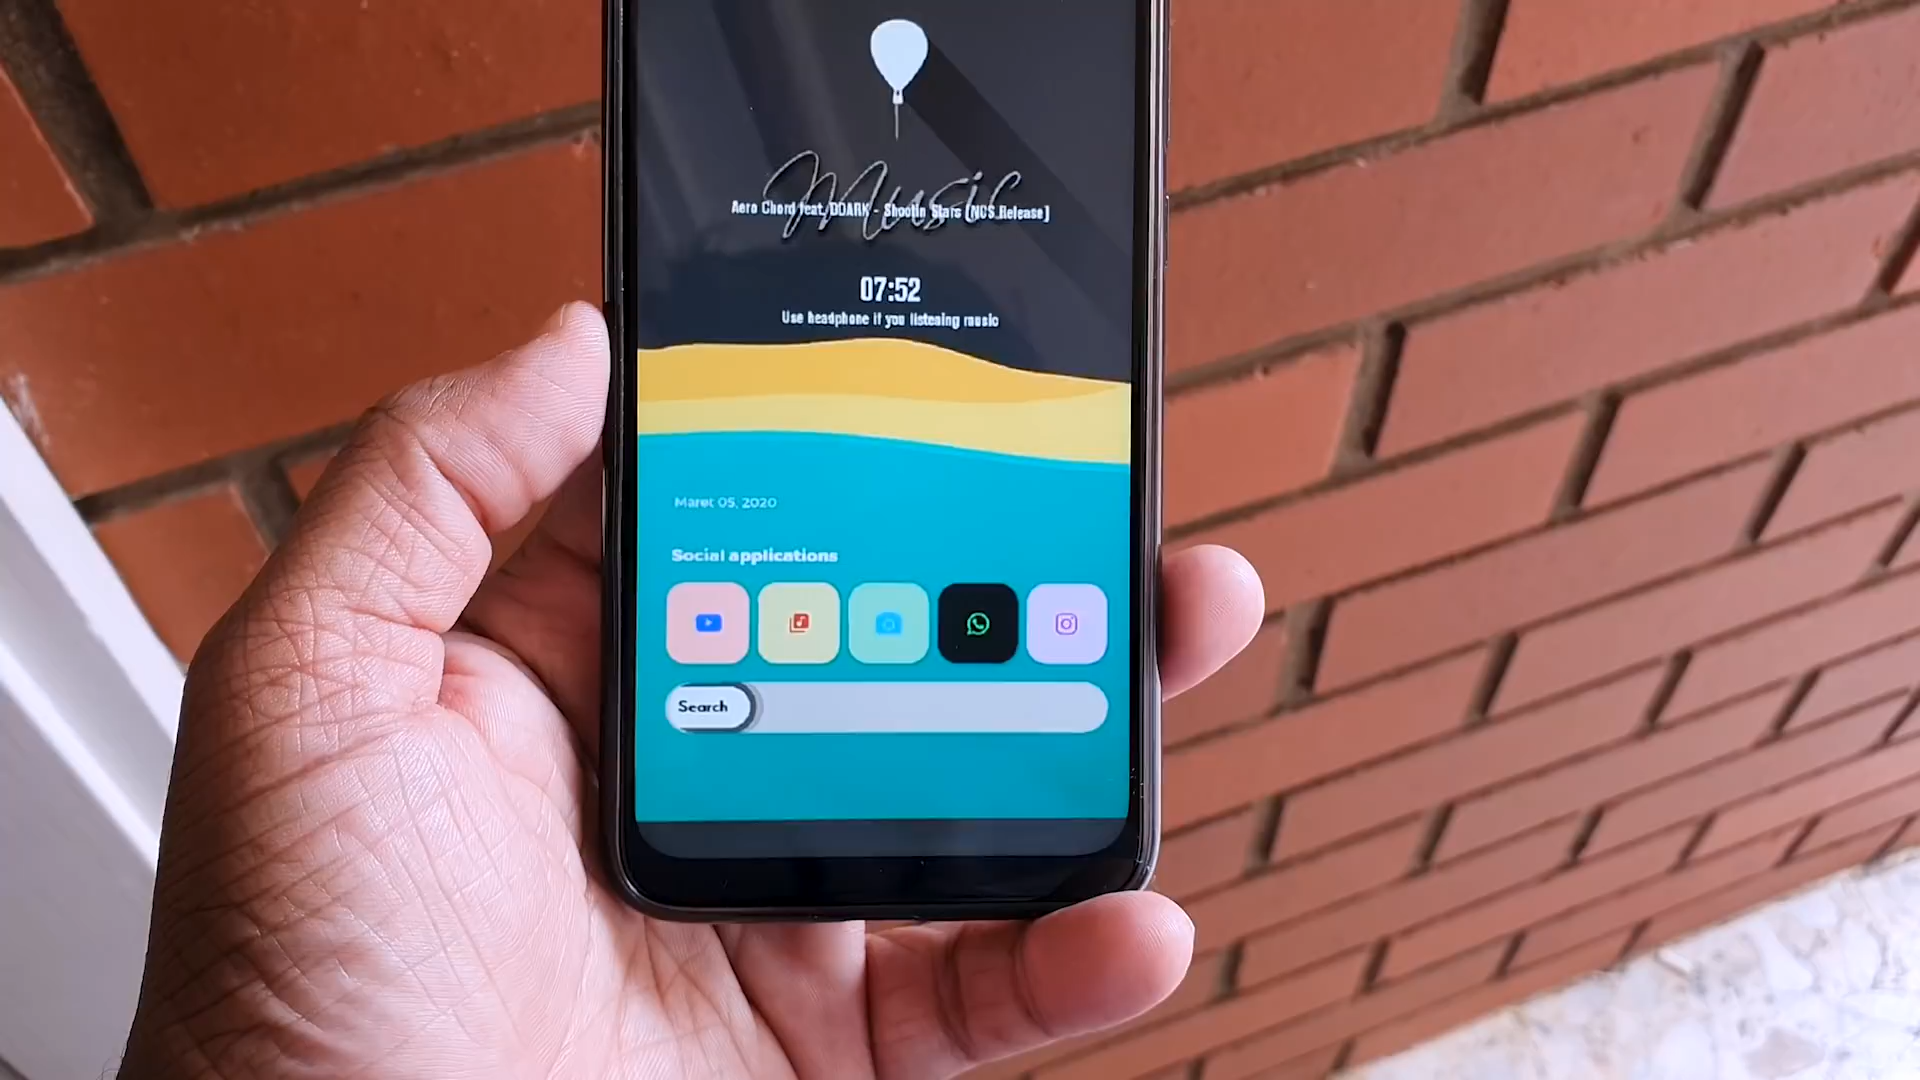 Music
Aero Chord feat. DDARK - Shootin Stars [NCS Release]
07:52
Use headphone if you listening music
Maret 05, 2020
Social applications
Search